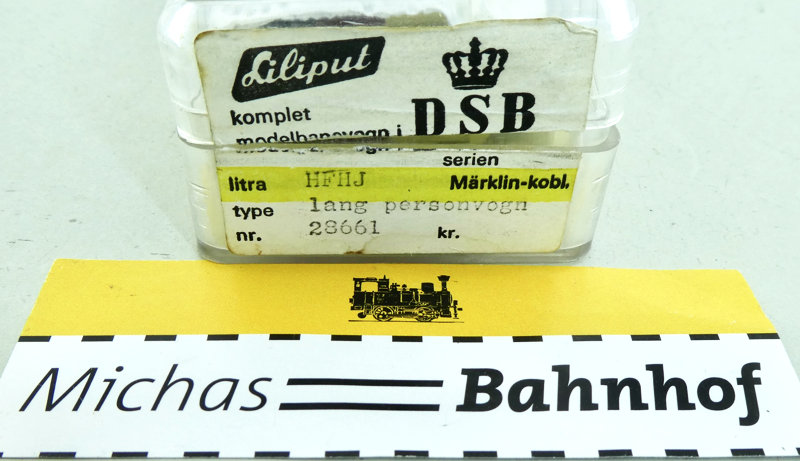 Liliput
komplet
modelbanevogn i DSB
serien
litra HFHJ Märklin-kobl.
type lang personvogn
nr. 28661 kr.
Michas Bahnhof